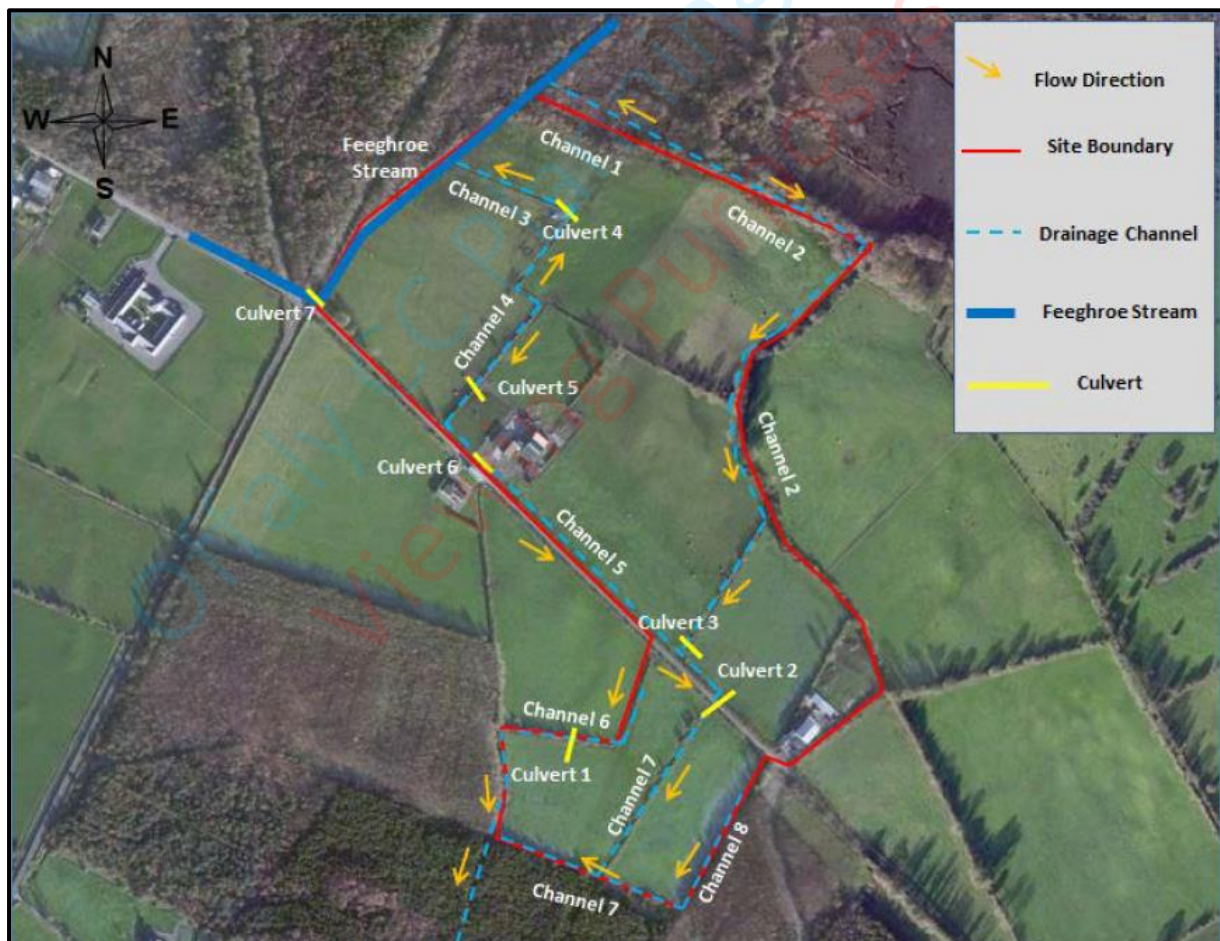 N
W E
S
Feeghroe
Stream
Channel 1
Channel 3
Culvert 4
Channel 2
Culvert 7
Channel 4
Culvert 5
Channel 2
Culvert 6
Channel 5
Culvert 3
Culvert 2
Channel 6
Culvert 1
Channel 7
Channel 8
Channel 7
Flow Direction
Site Boundary
Drainage Channel
Feeghroe Stream
Culvert